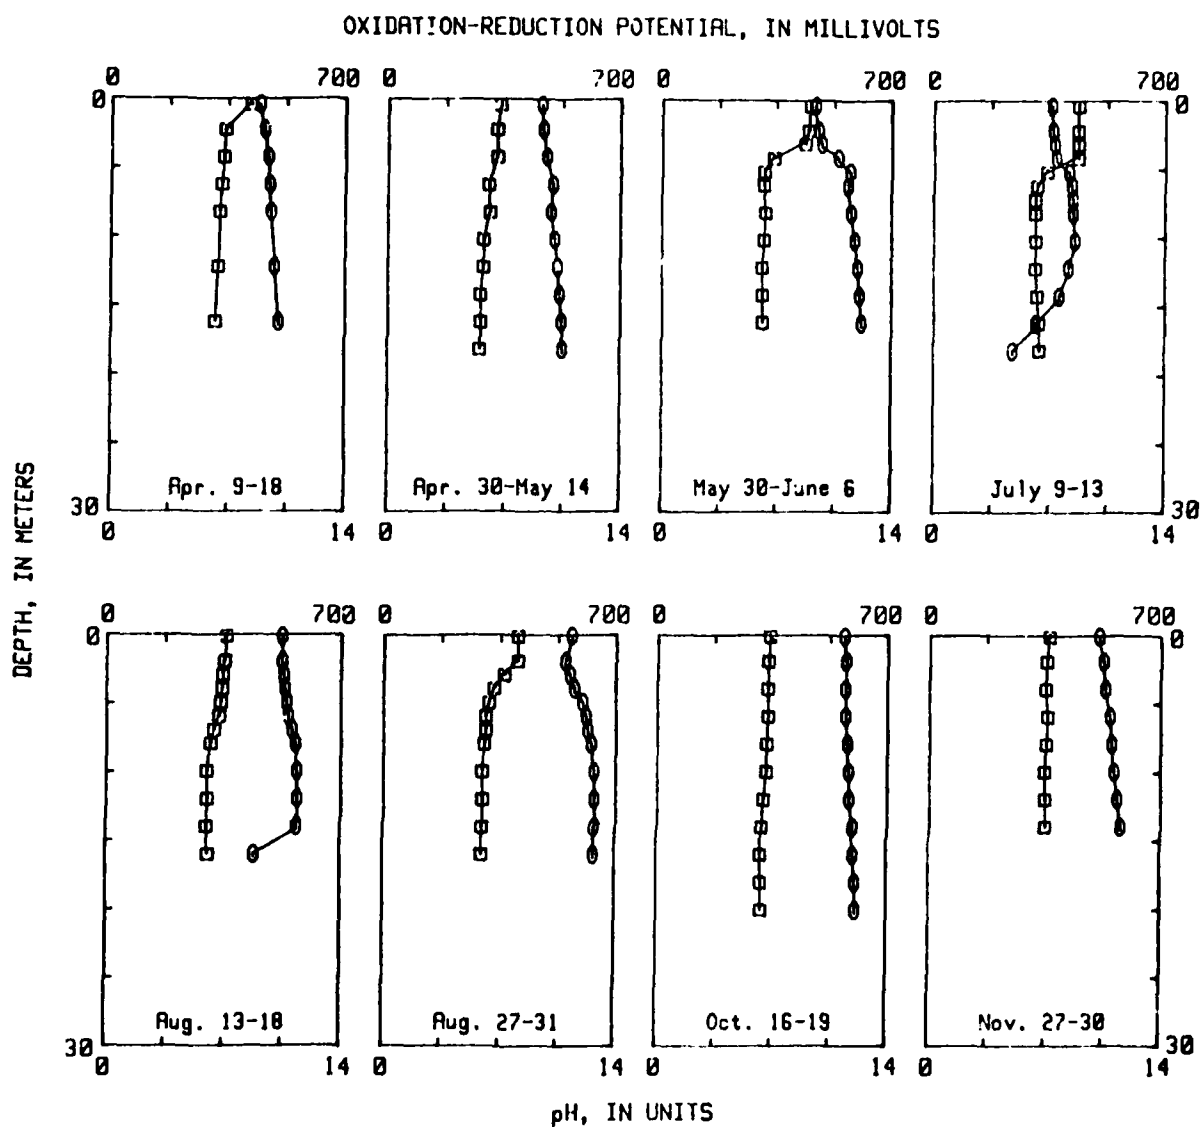 OXIDATION-REDUCTION POTENTIAL, IN MILLIVOLTS
0 700 0 700 0 700 0 700
0 0
Apr. 9-18 Apr. 30-May 14 May 30-June 6 July 9-13
30 30
0 14 0 14 0 14 0 14
DEPTH, IN METERS
0 700 0 700 0 700 0 700
0 0
Aug. 13-18 Aug. 27-31 Oct. 16-19 Nov. 27-30
30 30
0 14 0 14 0 14 0 14
pH, IN UNITS